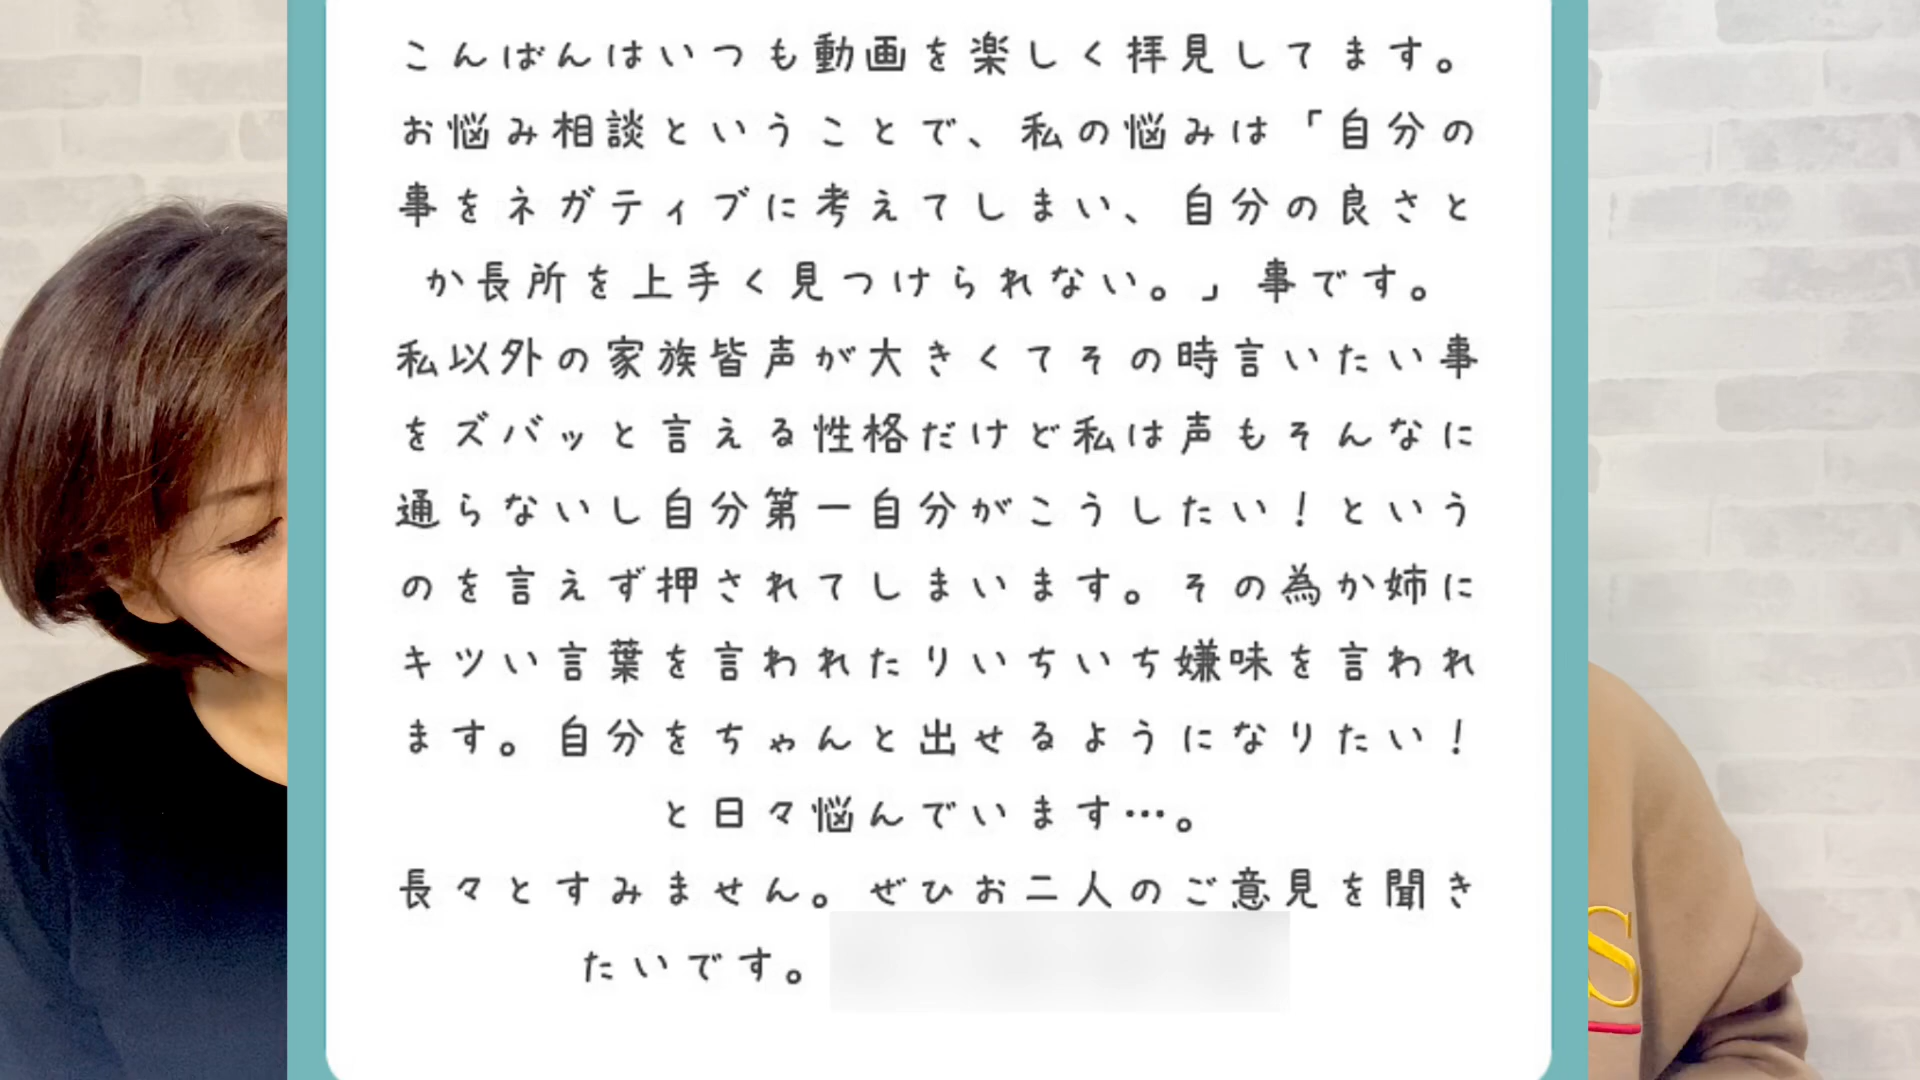 こんばんはいつも動画を楽しく拝見してます。
お悩み相談ということで、私の悩みは「自分の
事をネガティブに考えてしまい、自分の良さと
か長所を上手く見つけられない。」事です。
私以外の家族皆声が大きくてその時言いたい事
をズバッと言える性格だけど私は声もそんなに
通らないし自分第一自分がこうしたい！という
のを言えず押されてしまいます。その為か姉に
キツい言葉を言われたりいちいち嫌味を言われ
ます。自分をちゃんと出せるようになりたい！
と日々悩んでいます…。
長々とすみません。ぜひお二人のご意見を聞き
たいです。
S